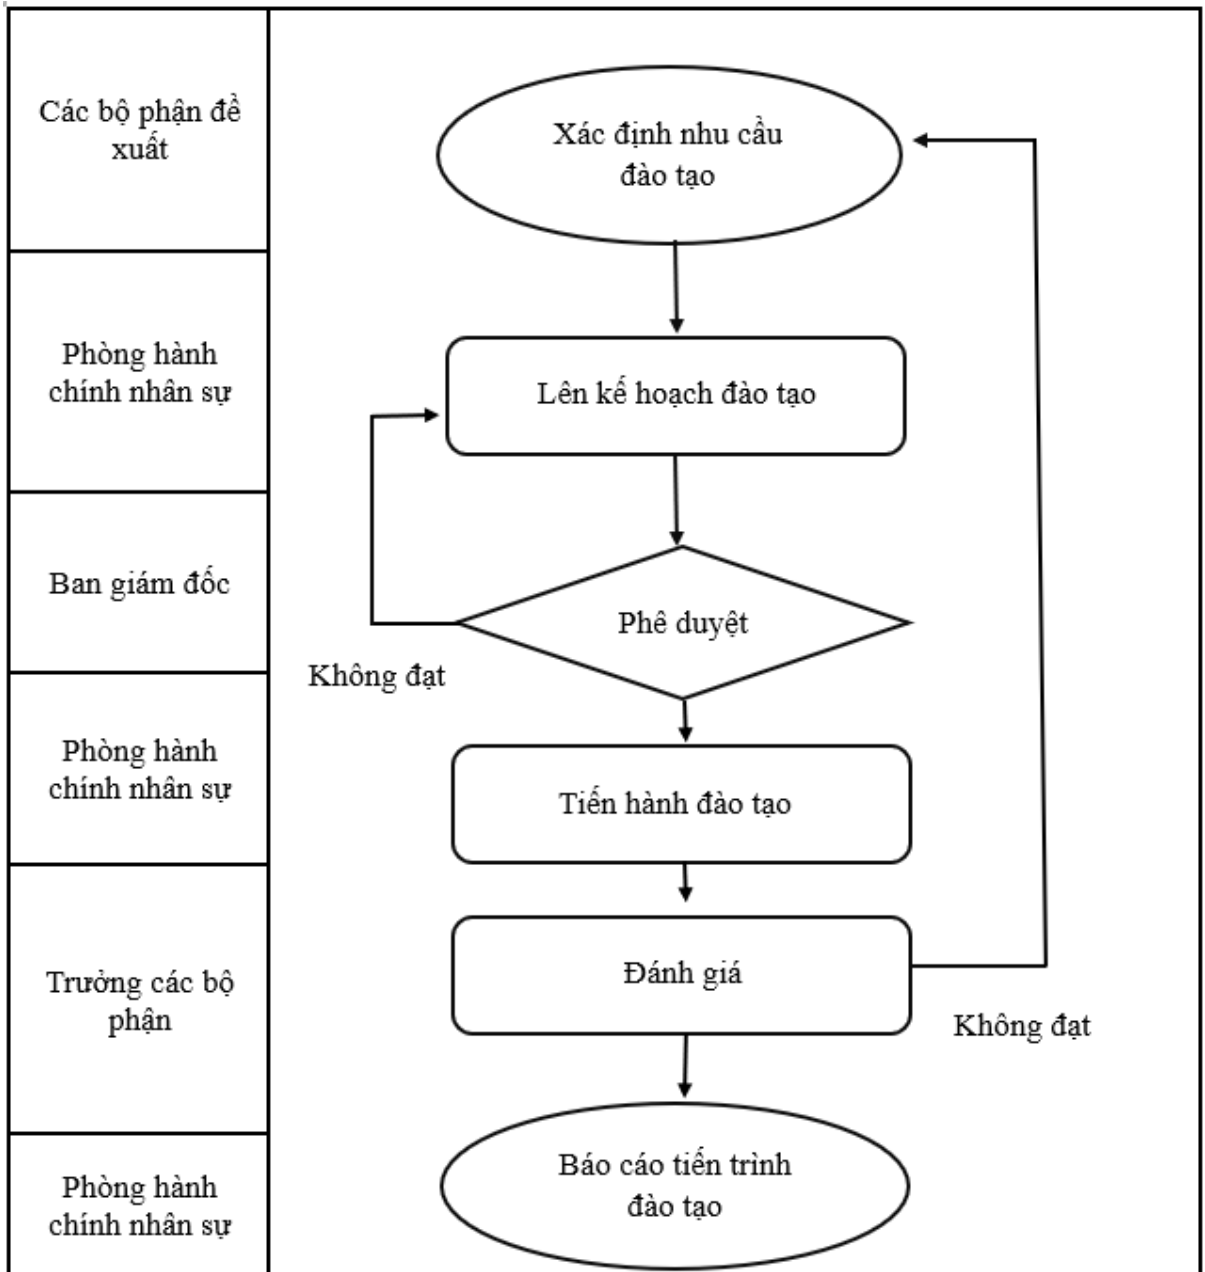 Các bộ phận đề
xuất
Xác định nhu cầu
đào tạo
Phòng hành
chính nhân sự
Lên kế hoạch đào tạo
Ban giám đốc
Phê duyệt
Không đạt
Phòng hành
chính nhân sự
Tiến hành đào tạo
Trưởng các bộ
phận
Đánh giá
Không đạt
Phòng hành
chính nhân sự
Báo cáo tiến trình
đào tạo